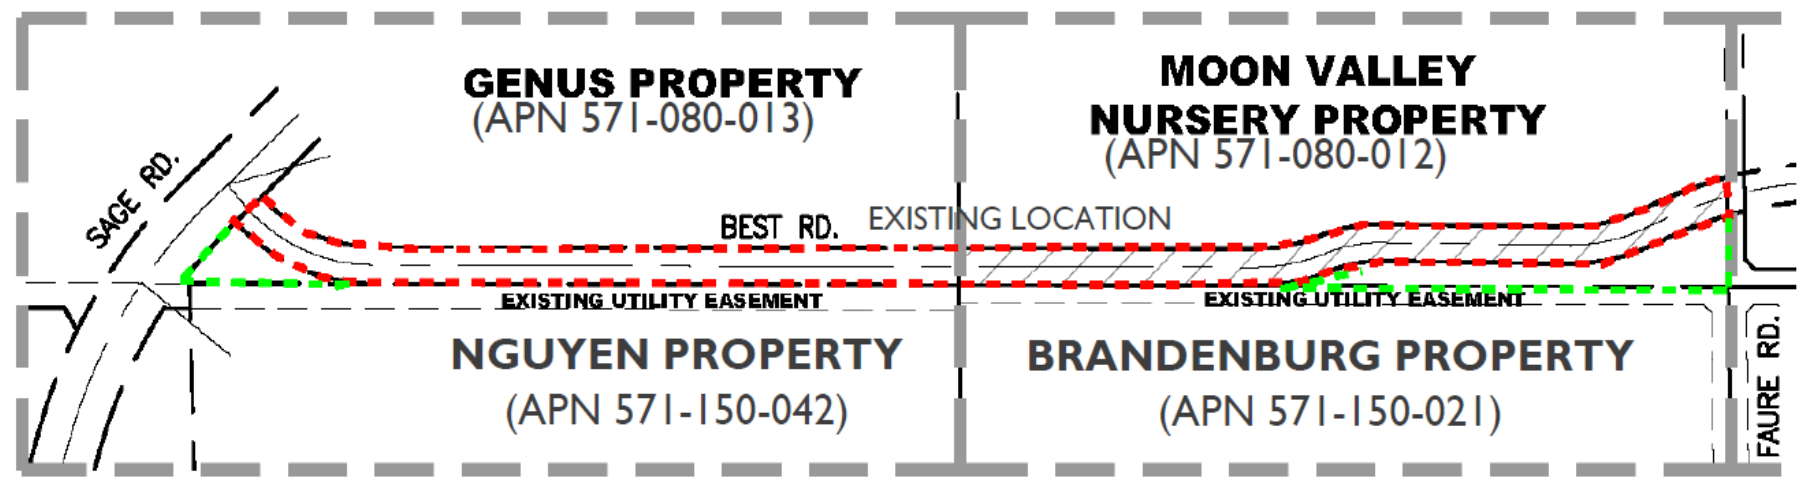 GENUS PROPERTY
(APN 571-080-013)
MOON VALLEY
NURSERY PROPERTY
(APN 571-080-012)
SAGE RD.
BEST RD.
EXISTING LOCATION
EXISTING UTILITY EASEMENT
EXISTING UTILITY EASEMENT
NGUYEN PROPERTY
(APN 571-150-042)
BRANDENBURG PROPERTY
(APN 571-150-021)
FAURE RD.